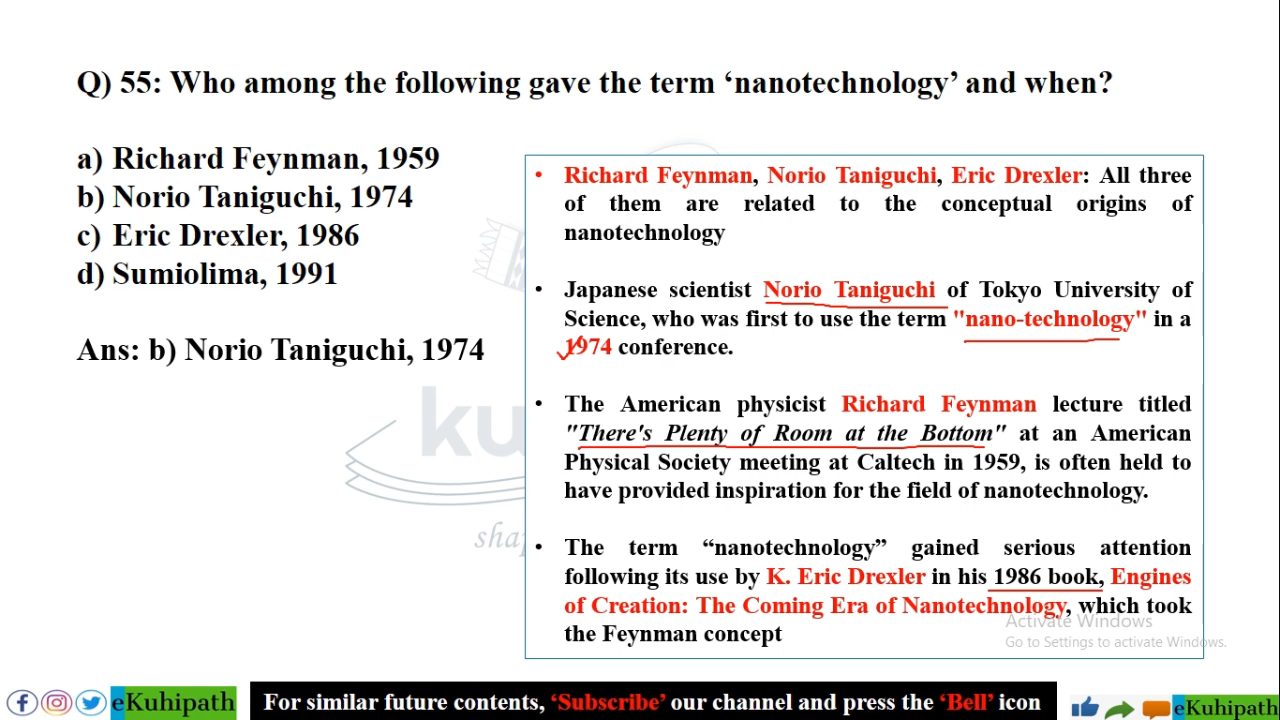 Q) 55: Who among the following gave the term ‘nanotechnology’ and when?
a) Richard Feynman, 1959
b) Norio Taniguchi, 1974
c) Eric Drexler, 1986
d) Sumiolima, 1991
Ans: b) Norio Taniguchi, 1974
• Richard Feynman, Norio Taniguchi, Eric Drexler: All three
of them are related to the conceptual origins of
nanotechnology
• Japanese scientist Norio Taniguchi of Tokyo University of
Science, who was first to use the term "nano-technology" in a
1974 conference.
• The American physicist Richard Feynman lecture titled
"There's Plenty of Room at the Bottom" at an American
Physical Society meeting at Caltech in 1959, is often held to
have provided inspiration for the field of nanotechnology.
• The term “nanotechnology” gained serious attention
following its use by K. Eric Drexler in his 1986 book, Engines
of Creation: The Coming Era of Nanotechnology, which took
the Feynman concept
ku
sha
Activate Windows
Go to Settings to activate Windows.
eKuhipath
For similar future contents, ‘Subscribe’ our channel and press the ‘Bell’ icon
eKuhipath